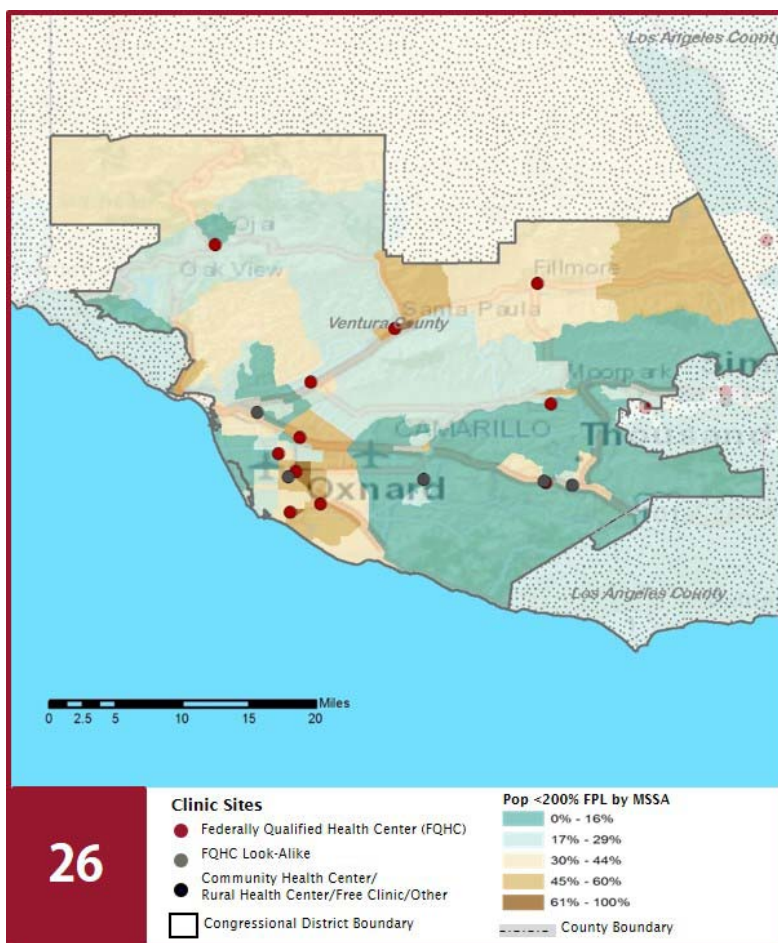 Los Angeles County
Ojai
Oak View
Fillmore
Santa Paula
Ventura County
Moorpark
Sim
CAMARILLO
Tho
Oxnard
Los Angeles County
Miles
0 2.5 5 10 15 20
26
Clinic Sites
Federally Qualified Health Center (FQHC)
FQHC Look-Alike
Community Health Center/
Rural Health Center/Free Clinic/Other
Congressional District Boundary
Pop <200% FPL by MSSA
0% - 16%
17% - 29%
30% - 44%
45% - 60%
61% - 100%
County Boundary